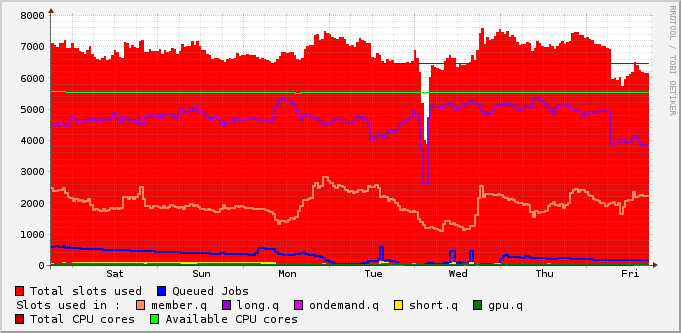 8000
7000
6000
5000
4000
3000
2000
1000
0
Sat Sun Mon Tue Wed Thu Fri
RRDTOOL / TOBI OETIKER
Total slots used Queued Jobs
Slots used in : member.q long.q ondemand.q short.q gpu.q
Total CPU cores Available CPU cores